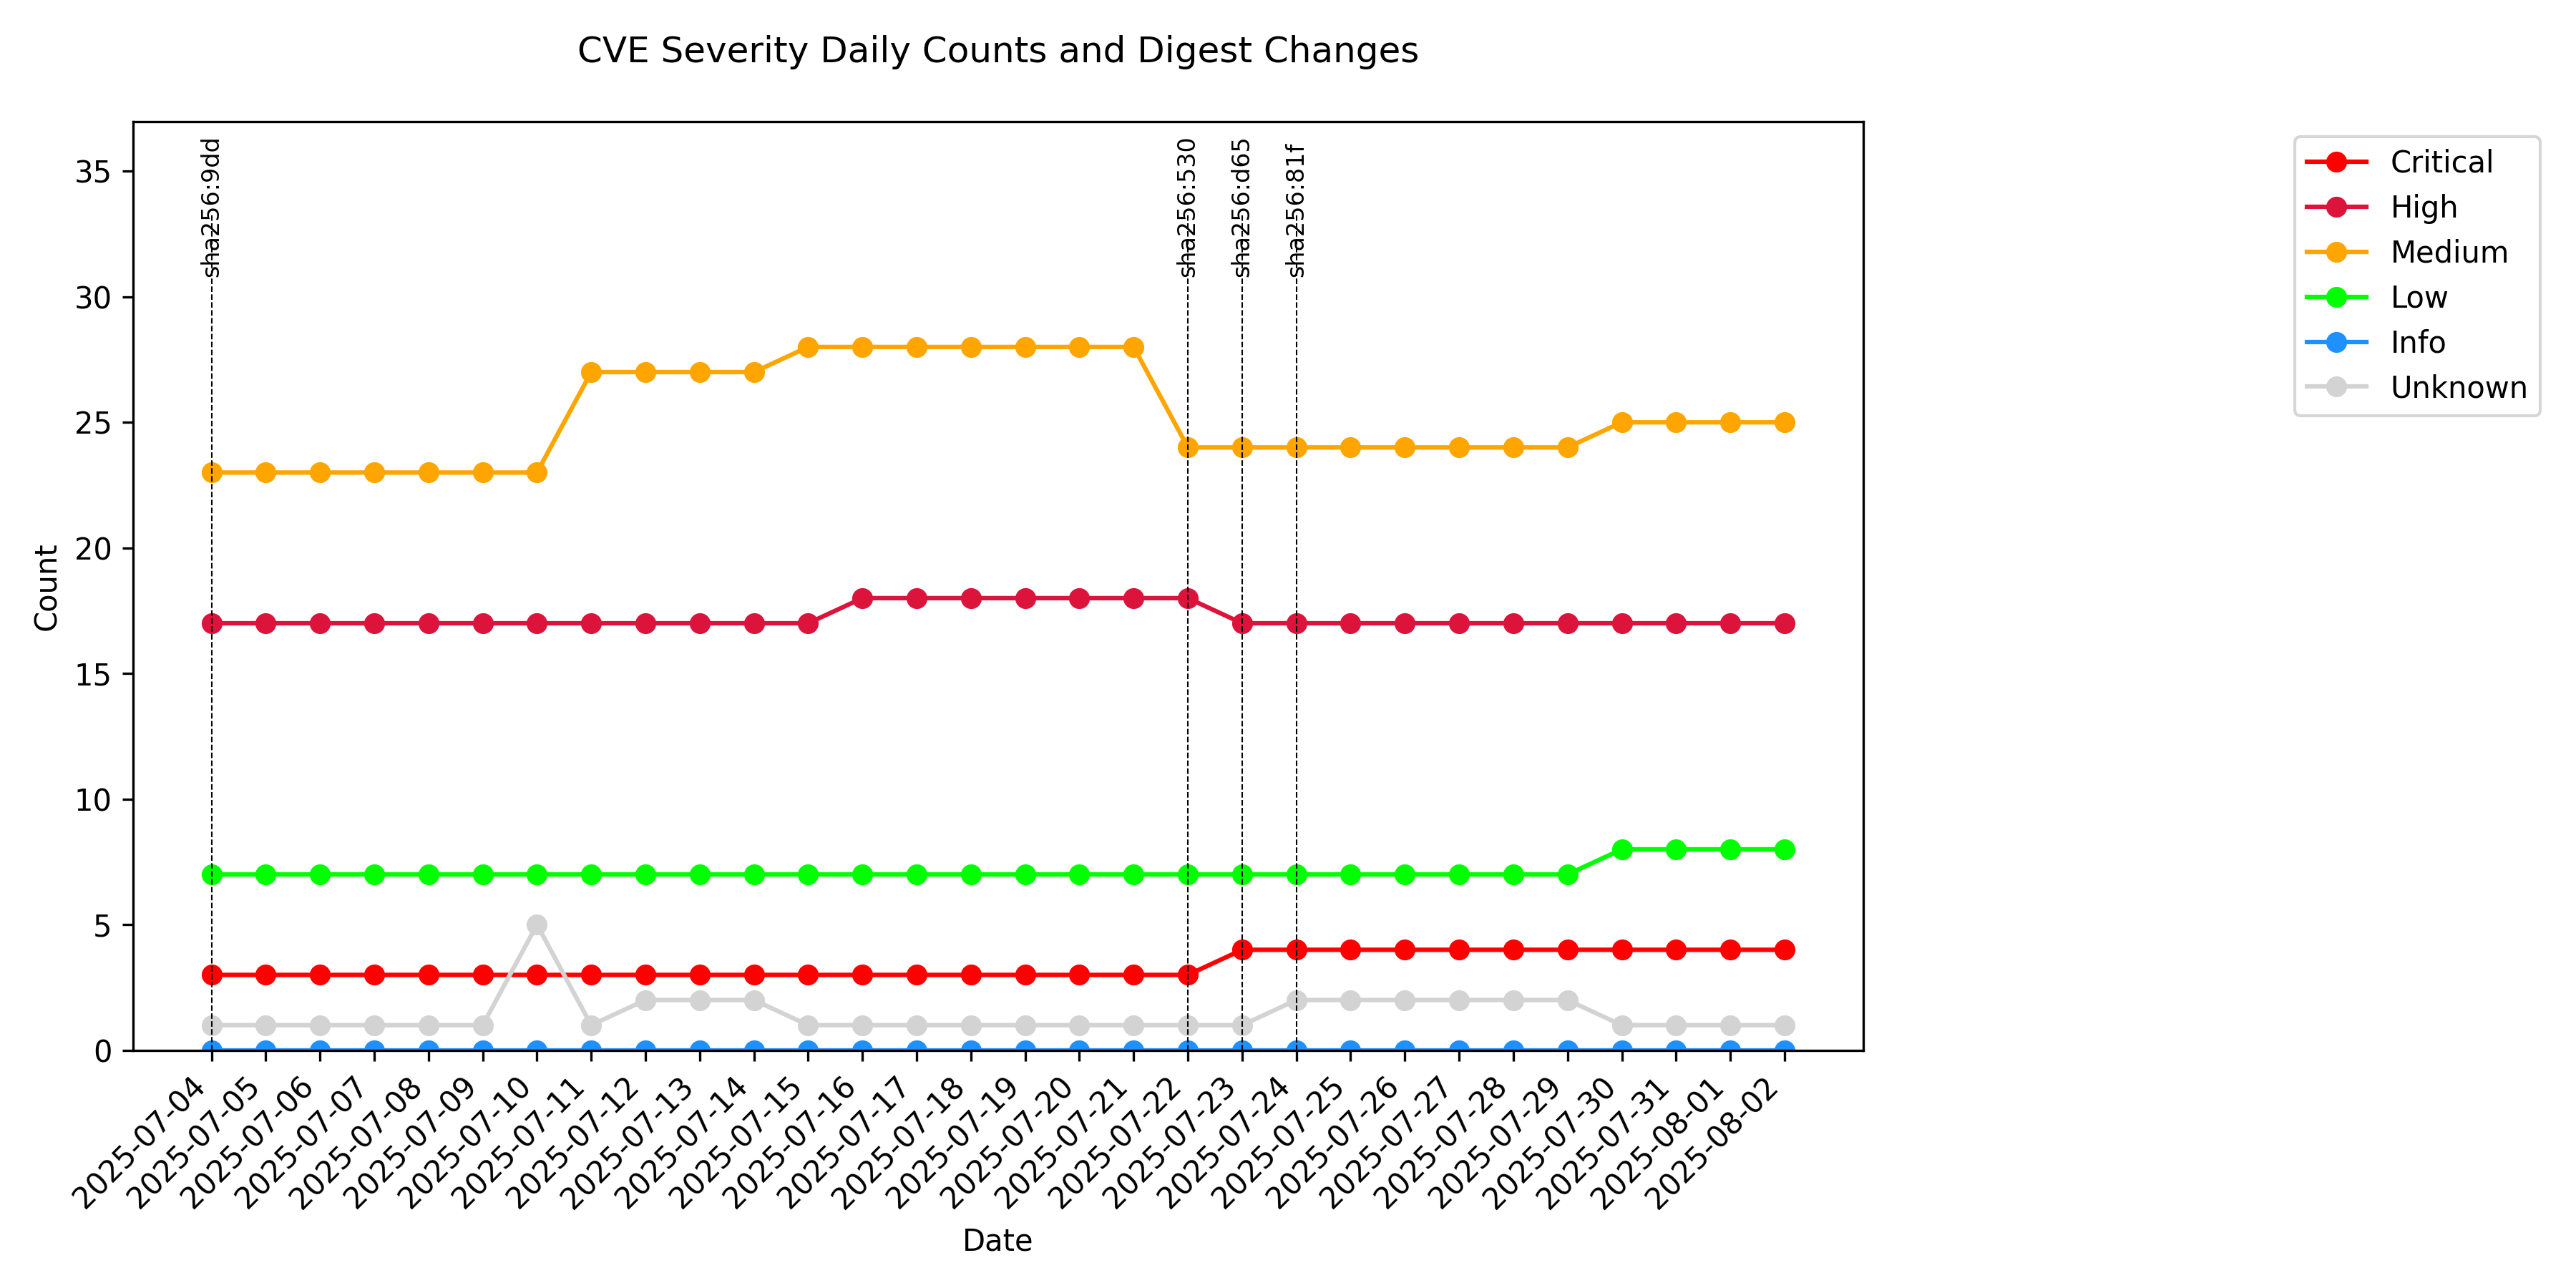 CVE Severity Daily Counts and Digest Changes
sha256:9dd
sha256:530
sha256:d65
sha256:81f
Critical
High
Medium
Low
Info
Unknown
Count
35
30
25
20
15
10
5
0
2025-07-04
2025-07-05
2025-07-06
2025-07-07
2025-07-08
2025-07-09
2025-07-10
2025-07-11
2025-07-12
2025-07-13
2025-07-14
2025-07-15
2025-07-16
2025-07-17
2025-07-18
2025-07-19
2025-07-20
2025-07-21
2025-07-22
2025-07-23
2025-07-24
2025-07-25
2025-07-26
2025-07-27
2025-07-28
2025-07-29
2025-07-30
2025-07-31
2025-08-01
2025-08-02
Date